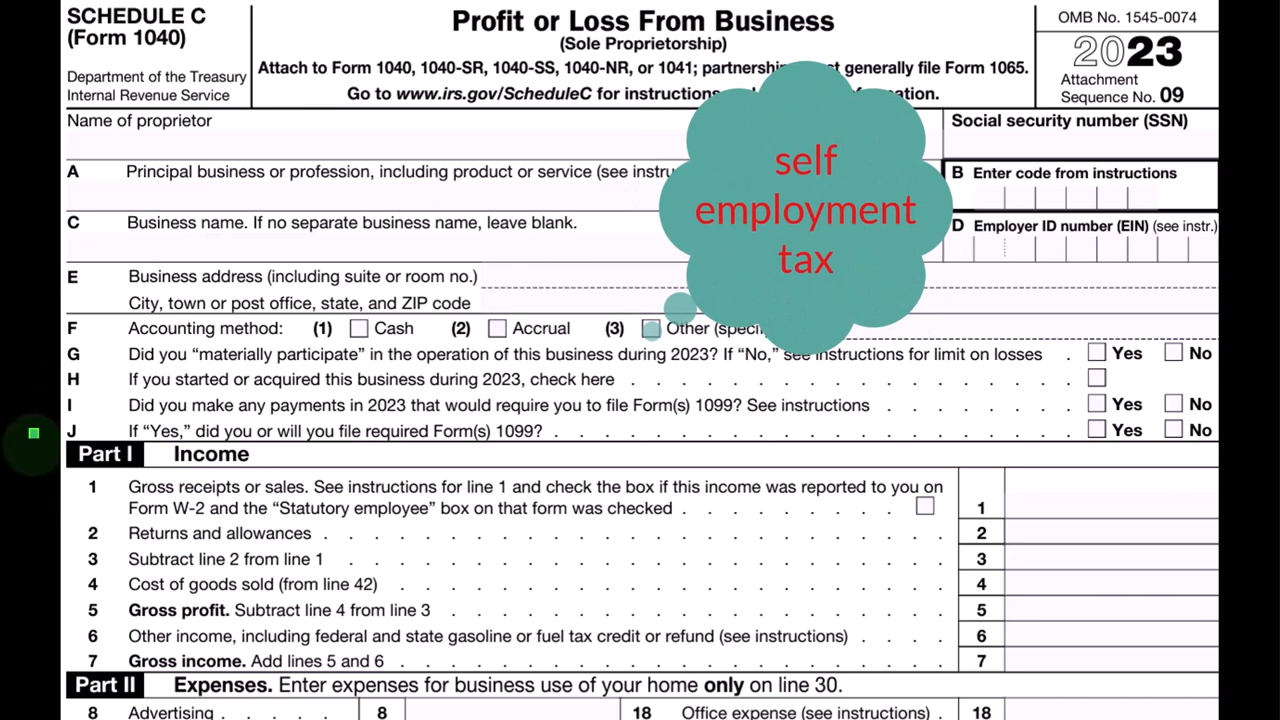 SCHEDULE C
(Form 1040)
Department of the Treasury
Internal Revenue Service
Profit or Loss From Business
(Sole Proprietorship)
Attach to Form 1040, 1040-SR, 1040-SS, 1040-NR, or 1041; generally file Form 1065.
Go to www.irs.gov/ScheduleC for instructions
OMB No. 1545-0074
2023
Attachment
Sequence No. 09
Name of proprietor
Social security number (SSN)
A Principal business or profession, including product or service (see
B Enter code from instructions
self
employment
tax
C Business name. If no separate business name, leave blank.
D Employer ID number (EIN) (see instr.)
E Business address (including suite or room no.)
City, town or post office, state, and ZIP code
F Accounting method: (1) Cash (2) Accrual (3) Other
G Did you “materially participate” in the operation of this business during 2023? If “No,” see instructions for limit on losses . Yes No
H If you started or acquired this business during 2023, check here . . . . . . . . . . . . . . . . .
I Did you make any payments in 2023 that would require you to file Form(s) 1099? See instructions . . . . . . . Yes No
J If “Yes,” did you or will you file required Form(s) 1099? . . . . . . . . . . . . . . . . . . . Yes No
Part I Income
1 Gross receipts or sales. See instructions for line 1 and check the box if this income was reported to you on
Form W-2 and the “Statutory employee” box on that form was checked . . . . . . . . . 1
2 Returns and allowances . . . . . . . . . . . . . . . . . . . . . . . 2
3 Subtract line 2 from line 1 . . . . . . . . . . . . . . . . . . . . . . 3
4 Cost of goods sold (from line 42) . . . . . . . . . . . . . . . . . . . . 4
5 Gross profit. Subtract line 4 from line 3 . . . . . . . . . . . . . . . . . . . 5
6 Other income, including federal and state gasoline or fuel tax credit or refund (see instructions) . . . . 6
7 Gross income. Add lines 5 and 6 . . . . . . . . . . . . . . . . . . . . 7
Part II Expenses. Enter expenses for business use of your home only on line 30.
8 Advertising . . . . . 8
18 Office expense (see instructions) . 18